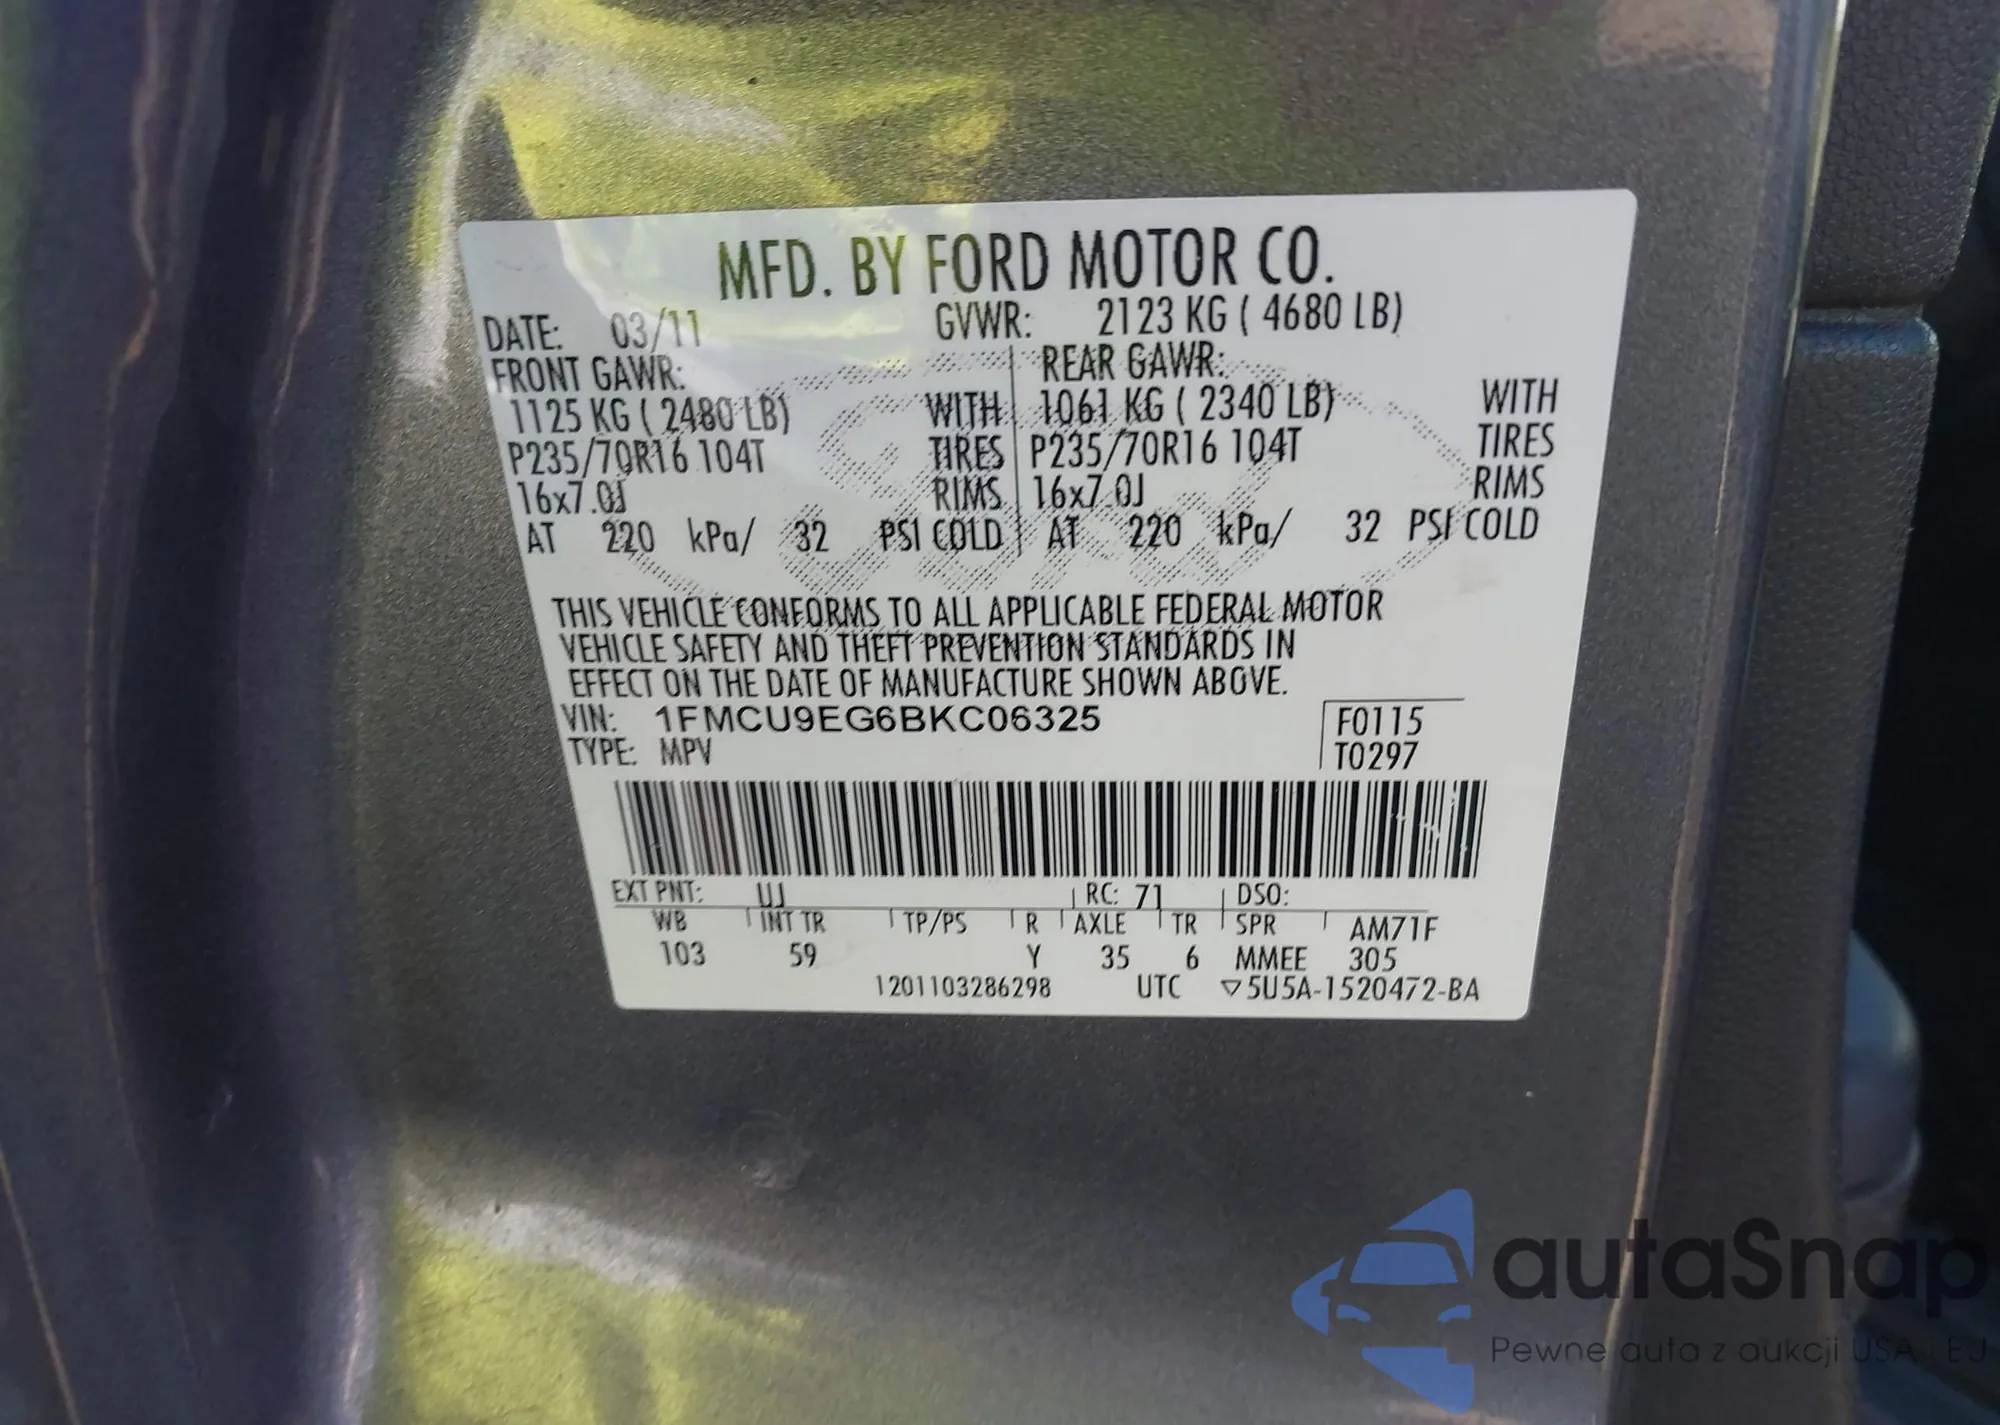 MFD. BY FORD MOTOR CO.
DATE: 03/11 GVWR: 2123 KG ( 4680 LB)
FRONT GAWR: REAR GAWR:
1125 KG ( 2480 LB) WITH 1061 KG ( 2340 LB) WITH
P235/70R16 104T TIRES P235/70R16 104T TIRES
16x7.0J RIMS 16x7.0J RIMS
AT 220 kPa/ 32 PSI COLD AT 220 kPa/ 32 PSI COLD
THIS VEHICLE CONFORMS TO ALL APPLICABLE FEDERAL MOTOR
VEHICLE SAFETY AND THEFT PREVENTION STANDARDS IN
EFFECT ON THE DATE OF MANUFACTURE SHOWN ABOVE.
VIN: 1FMCU9EG6BKC06325 F0115
TYPE: MPV T0297
EXT PNT: UJ RC: 71 DSO:
WB INT TR TP/PS R AXLE TR SPR AM71F
103 59 Y 35 6 MMEE 305
1201103286298 UTC ▽5U5A-1520472-BA
autaSnap
Pewne auta z aukcji USA i EU